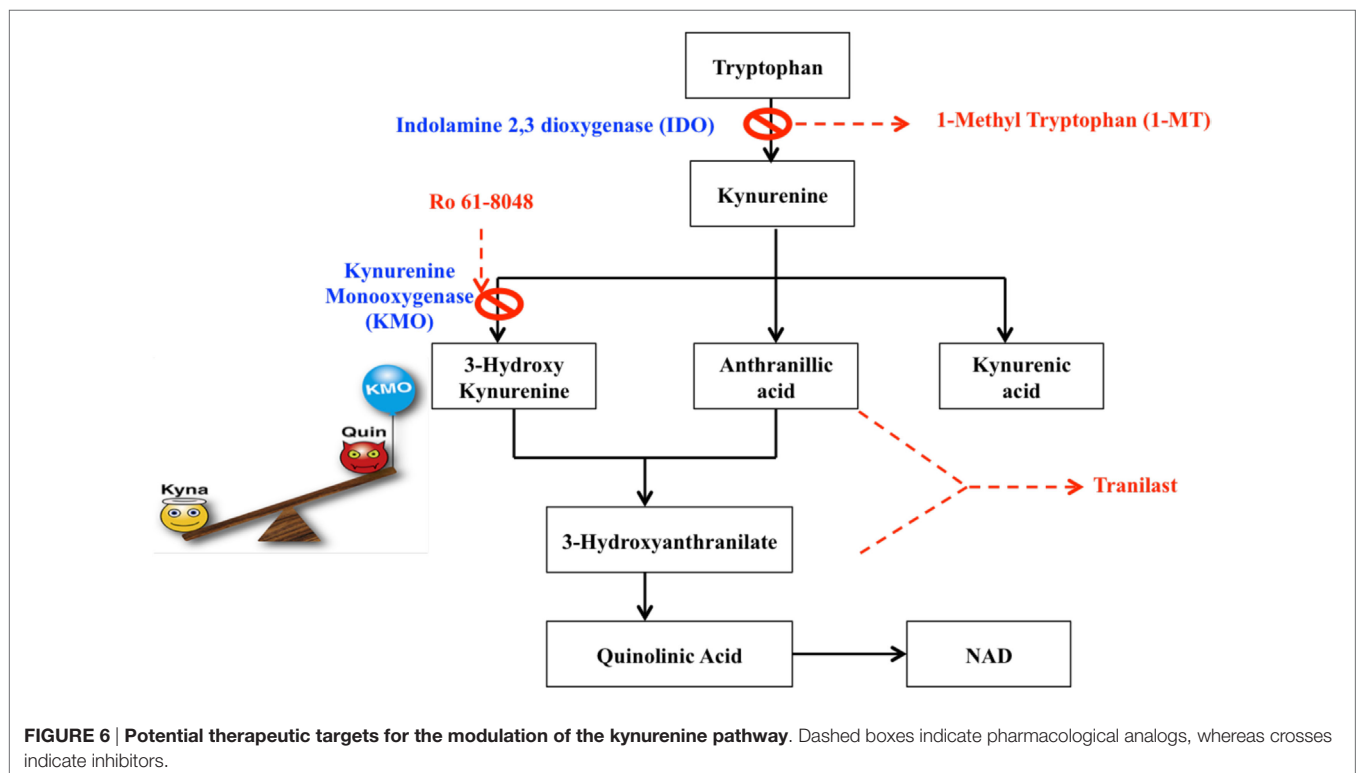 Tryptophan
Indolamine 2,3 dioxygenase (IDO)
1-Methyl Tryptophan (1-MT)
Kynurenine
Ro 61-8048
Kynurenine
Monooxygenase
(KMO)
3-Hydroxy
Kynurenine
Anthranillic
acid
Kynurenic
acid
KMO
Quin
Kyna
Tranilast
3-Hydroxyanthranilate
Quinolinic Acid
NAD
FIGURE 6 | Potential therapeutic targets for the modulation of the kynurenine pathway. Dashed boxes indicate pharmacological analogs, whereas crosses
indicate inhibitors.